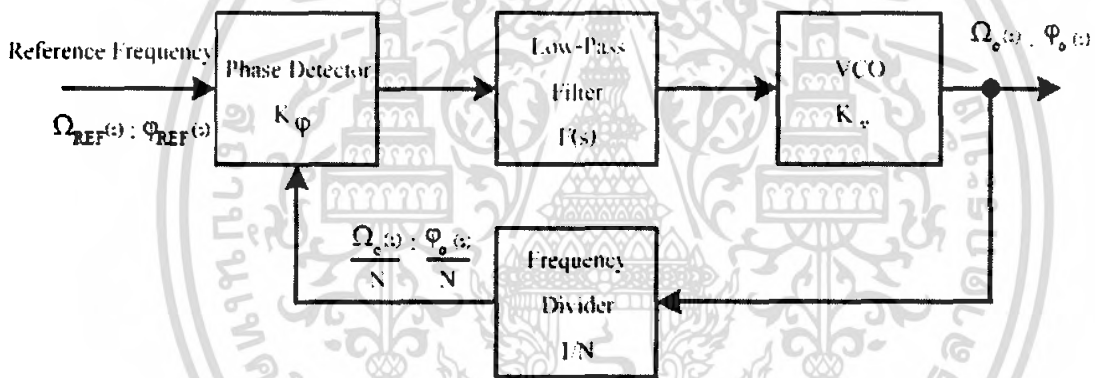 Reference Frequency
Ω_REF(s) ; φ_REF(s)
Phase Detector
K_φ
Low-Pass
Filter
F(s)
VCO
K_v
Ω_o(s) ; φ_o(s)
Ω_o(s)/N ; φ_o(s)/N
Frequency
Divider
1/N